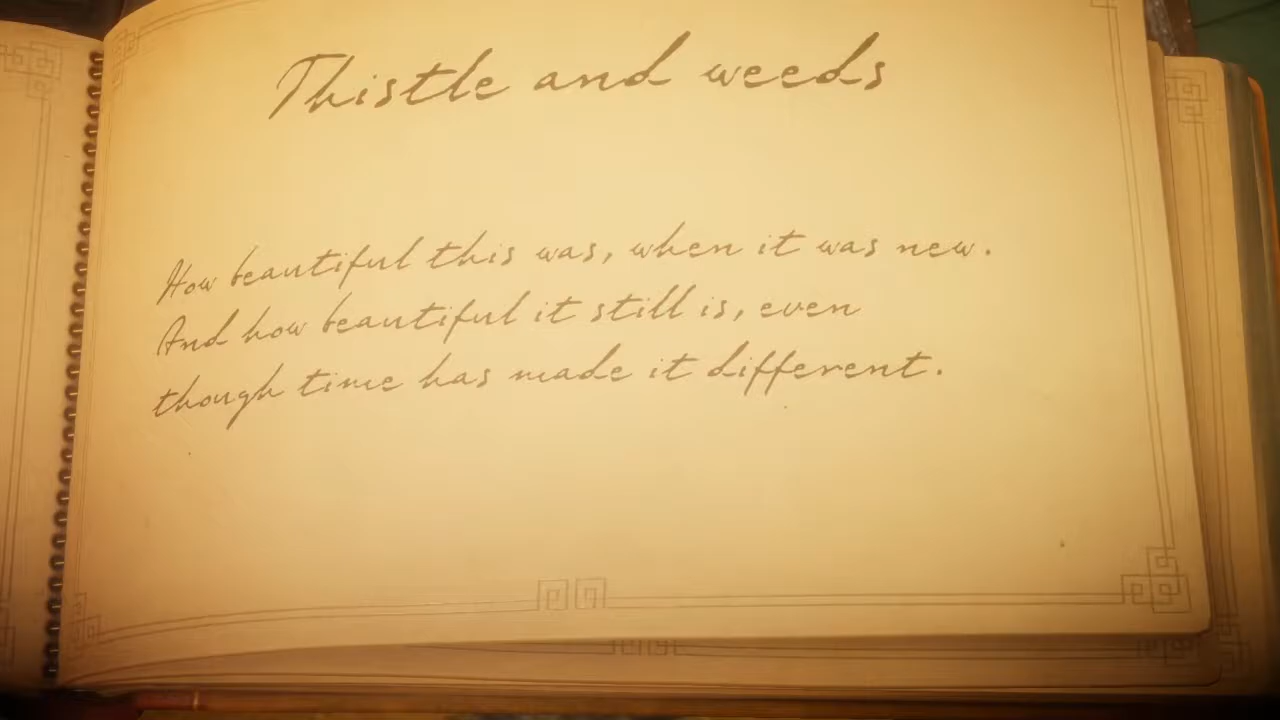 Thistle and weeds
How beautiful this was, when it was new.
And how beautiful it still is, even
though time has made it different.